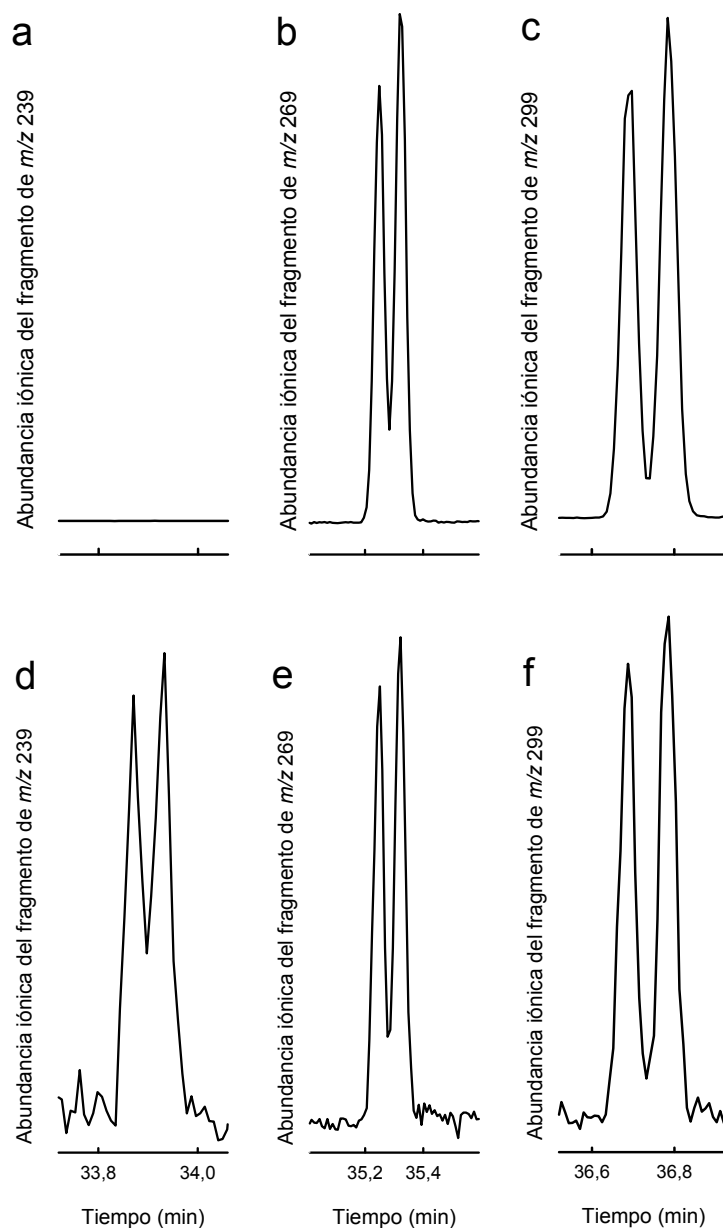 a
Abundancia iónica del fragmento de m/z 239
b
Abundancia iónica del fragmento de m/z 269
c
Abundancia iónica del fragmento de m/z 299
d
Abundancia iónica del fragmento de m/z 239
33,8 34,0
Tiempo (min)
e
Abundancia iónica del fragmento de m/z 269
35,2 35,4
Tiempo (min)
f
Abundancia iónica del fragmento de m/z 299
36,6 36,8
Tiempo (min)